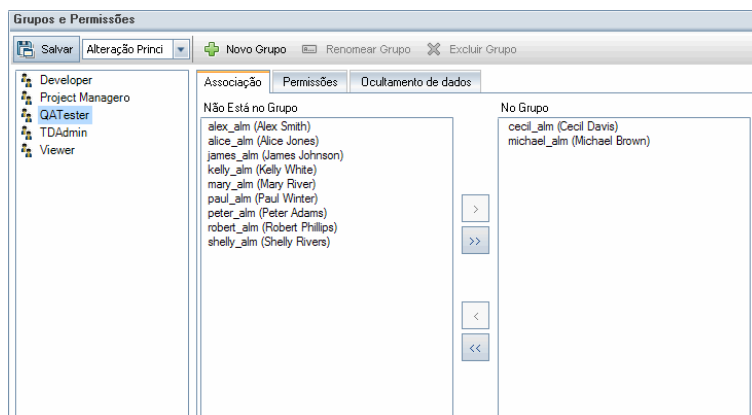 Grupos e Permissões
Salvar Alteração Princi Novo Grupo Renomear Grupo Excluir Grupo
Developer
Project Managero
QATester
TDAdmin
Viewer
Associação Permissões Ocultamento de dados
Não Está no Grupo
alex_alm (Alex Smith)
alice_alm (Alice Jones)
james_alm (James Johnson)
kelly_alm (Kelly White)
mary_alm (Mary River)
paul_alm (Paul Winter)
peter_alm (Peter Adams)
robert_alm (Robert Phillips)
shelly_alm (Shelly Rivers)
>
>>
<
<<
No Grupo
cecil_alm (Cecil Davis)
michael_alm (Michael Brown)